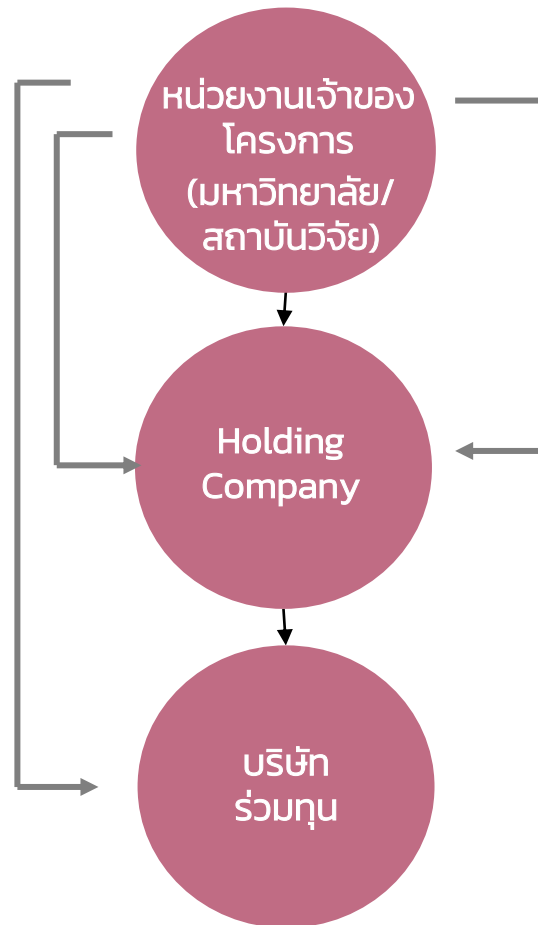 หน่วยงานเจ้าของ
โครงการ
(มหาวิทยาลัย/
สถาบันวิจัย)
Holding
Company
บริษัท
ร่วมทุน